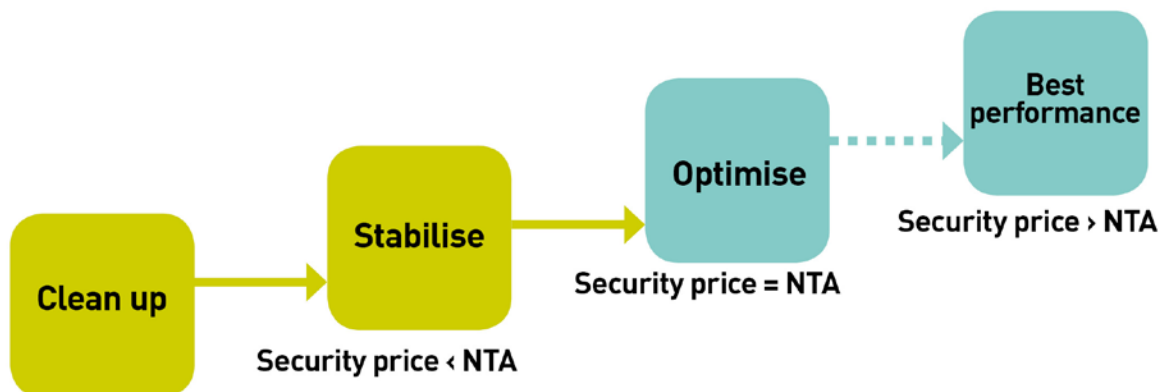 Clean up
Stabilise
Security price ‹ NTA
Optimise
Security price = NTA
Best
performance
Security price › NTA